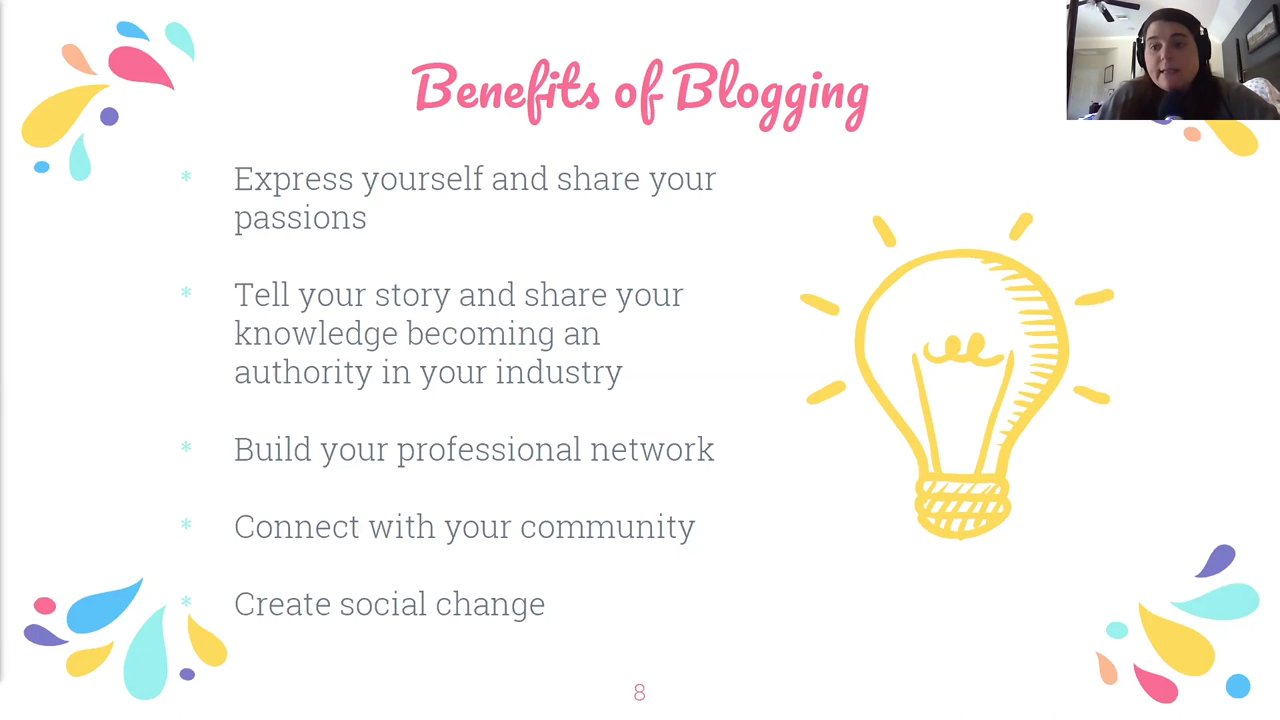 Benefits of Blogging
* Express yourself and share your
passions
* Tell your story and share your
knowledge becoming an
authority in your industry
* Build your professional network
* Connect with your community
* Create social change
8